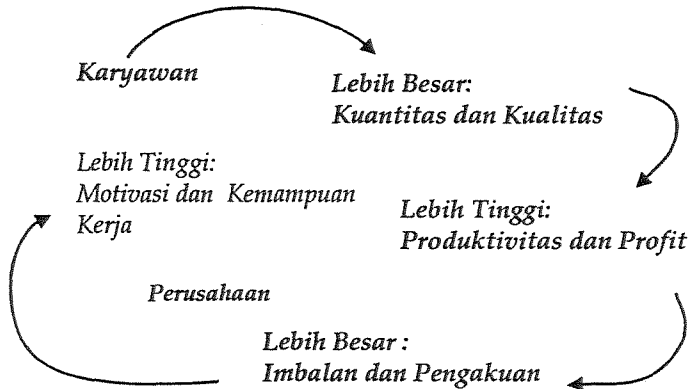 Karyawan
Lebih Besar:
Kuantitas dan Kualitas
Lebih Tinggi:
Motivasi dan Kemampuan
Kerja
Lebih Tinggi:
Produktivitas dan Profit
Perusahaan
Lebih Besar :
Imbalan dan Pengakuan